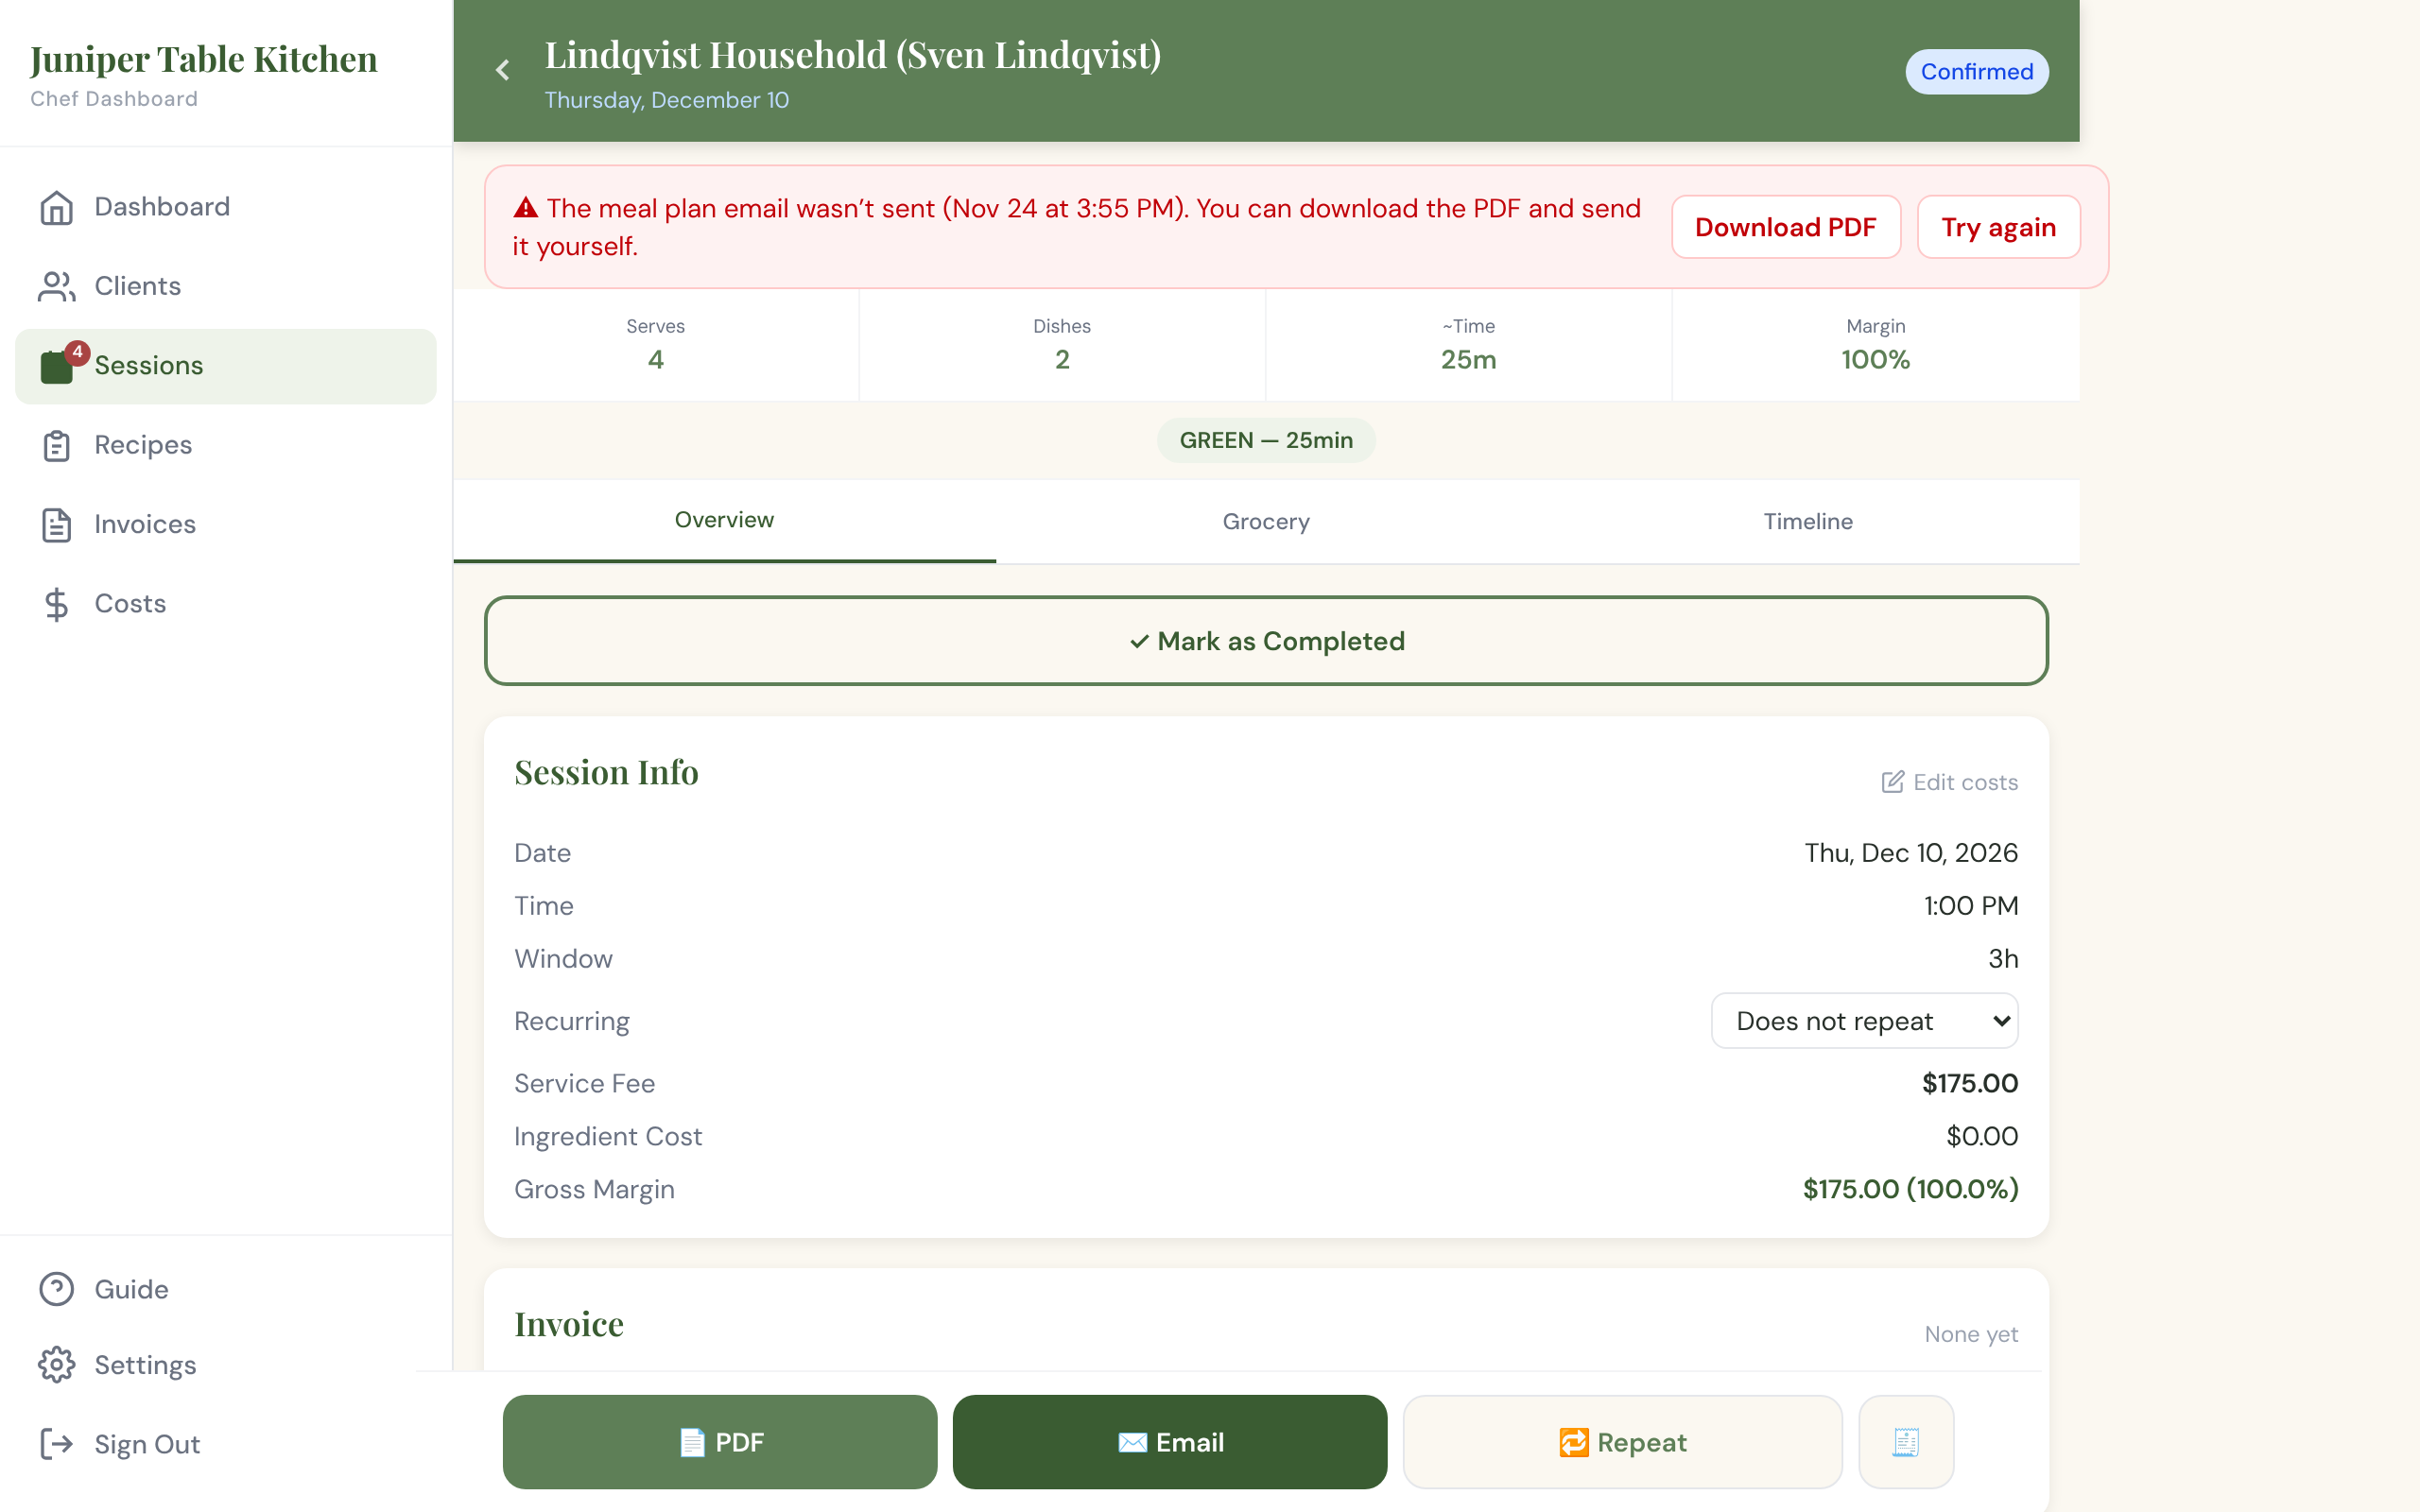 Juniper Table Kitchen
Chef Dashboard
Dashboard
Clients
4
Sessions
Recipes
Invoices
Costs
Guide
Settings
Sign Out
Lindqvist Household (Sven Lindqvist)
Thursday, December 10
Confirmed
The meal plan email wasn’t sent (Nov 24 at 3:55 PM). You can download the PDF and send
it yourself.
Download PDF
Try again
Serves
4
Dishes
2
~Time
25m
Margin
100%
GREEN — 25min
Overview
Grocery
Timeline
✓ Mark as Completed
Session Info
Edit costs
Date
Thu, Dec 10, 2026
Time
1:00 PM
Window
3h
Recurring
Does not repeat
Service Fee
$175.00
Ingredient Cost
$0.00
Gross Margin
$175.00 (100.0%)
Invoice
None yet
PDF
Email
Repeat